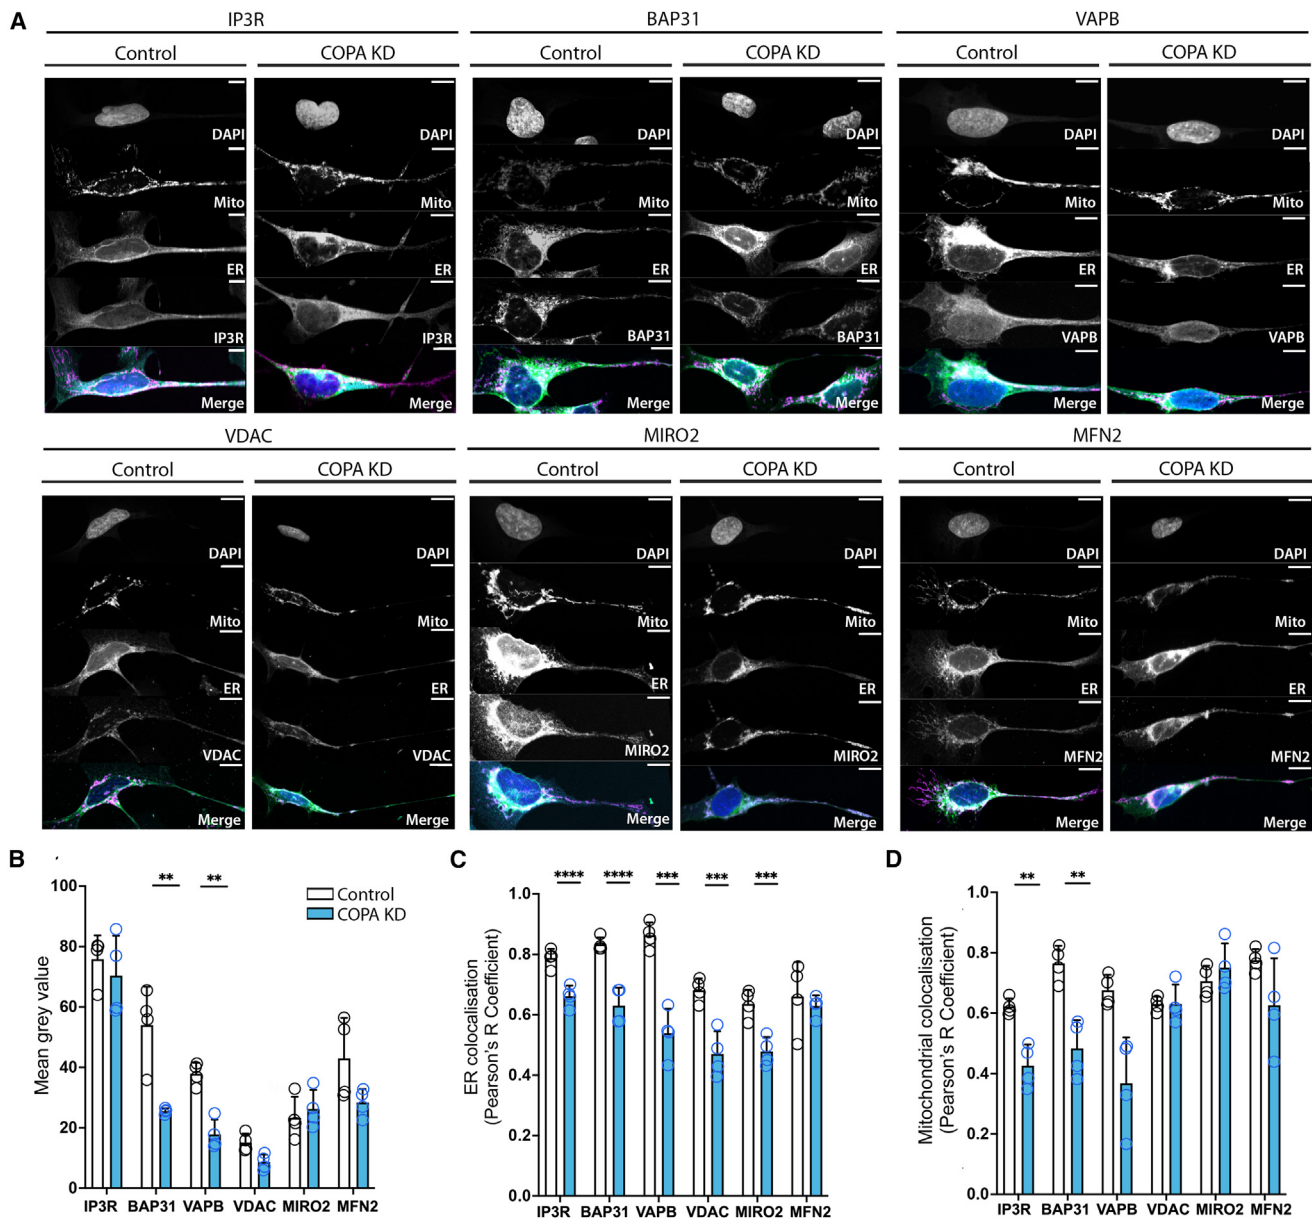 A
IP3R BAP31 VAPB
Control COPA KD Control COPA KD Control COPA KD
DAPI DAPI DAPI DAPI DAPI DAPI
Mito Mito Mito Mito Mito Mito
ER ER ER ER ER ER
IP3R IP3R BAP31 BAP31 VAPB VAPB
Merge Merge Merge Merge Merge Merge
VDAC MIRO2 MFN2
Control COPA KD Control COPA KD Control COPA KD
DAPI DAPI DAPI DAPI DAPI DAPI
Mito Mito Mito Mito Mito Mito
ER ER ER ER ER ER
VDAC VDAC MIRO2 MIRO2 MFN2 MFN2
Merge Merge Merge Merge Merge Merge
B
Mean grey value
100
80
60
40
20
0
** **
Control
COPA KD
IP3R BAP31 VAPB VDAC MIRO2 MFN2
C
ER colocalisation
(Pearson's R Coefficient)
1.0
0.8
0.6
0.4
0.2
0.0
**** **** *** *** ***
IP3R BAP31 VAPB VDAC MIRO2 MFN2
D
Mitochondrial colocalisation
(Pearson's R Coefficient)
1.0
0.8
0.6
0.4
0.2
0.0
** **
IP3R BAP31 VAPB VDAC MIRO2 MFN2